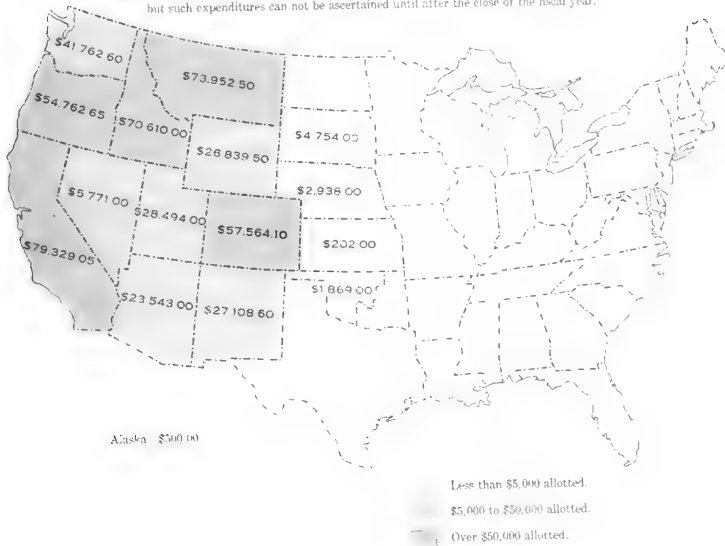 but such expenditures can not be ascertained until after the close of the fiscal year.
$41 762 60
$73.952 50
$54.762 65
$70 610 00
$4 754 00
$26 839 50
$2.938 00
$5 771 00
$28.494 00
$57.564.10
$202.00
$79.329 05
$1 869 00
$23 543 00
$27 108 60
Alaska $500 00
Less than $5,000 allotted.
$5,000 to $50,000 allotted.
Over $50,000 allotted.